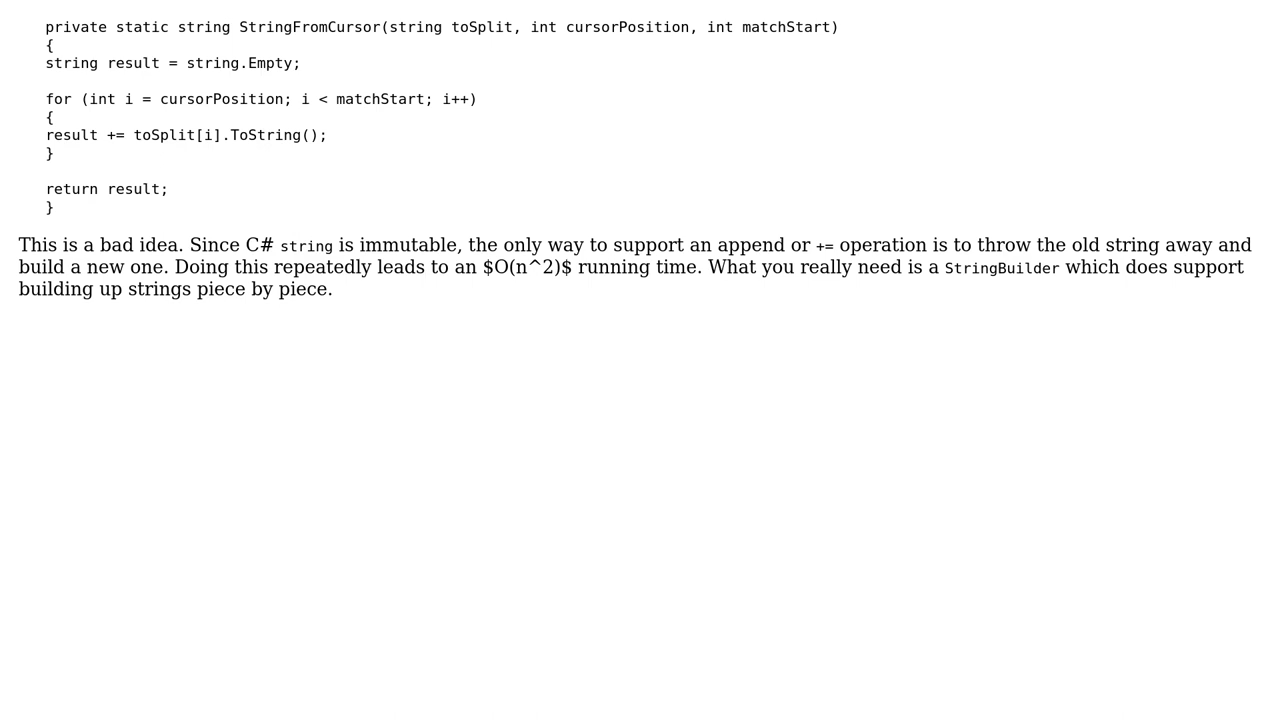 private static string StringFromCursor(string toSplit, int cursorPosition, int matchStart)
{
string result = string.Empty;
for (int i = cursorPosition; i < matchStart; i++)
{
result += toSplit[i].ToString();
}
return result;
}
This is a bad idea. Since C# string is immutable, the only way to support an append or += operation is to throw the old string away and
build a new one. Doing this repeatedly leads to an $O(n^2)$ running time. What you really need is a StringBuilder which does support
building up strings piece by piece.